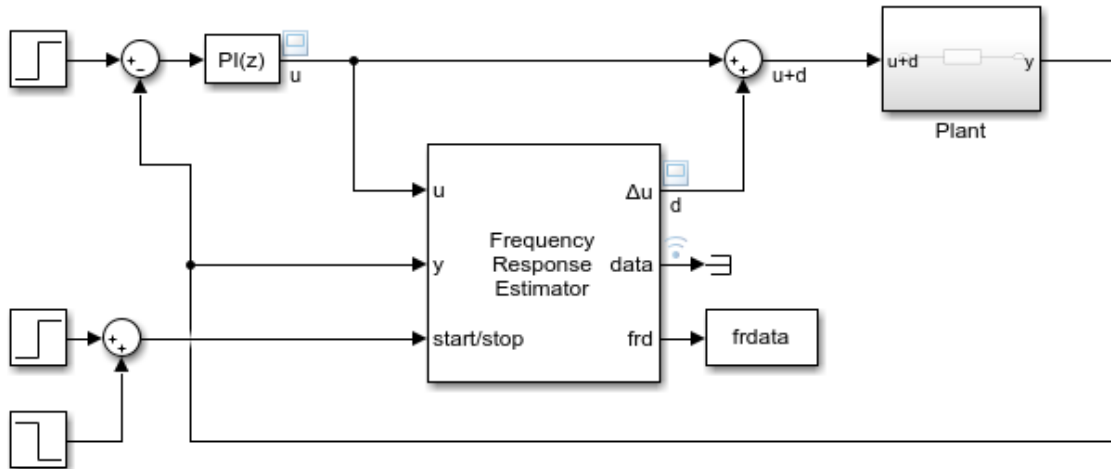 PI(z)
u
u+d
u+d
y
Plant
u
Δu
d
Frequency
Response
Estimator
y
data
start/stop
frd
frdata